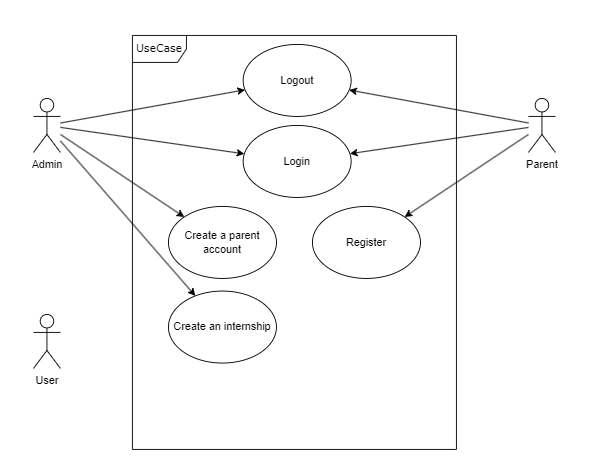 UseCase
Logout
Admin
Parent
Login
Create a parent
account
Register
Create an internship
User